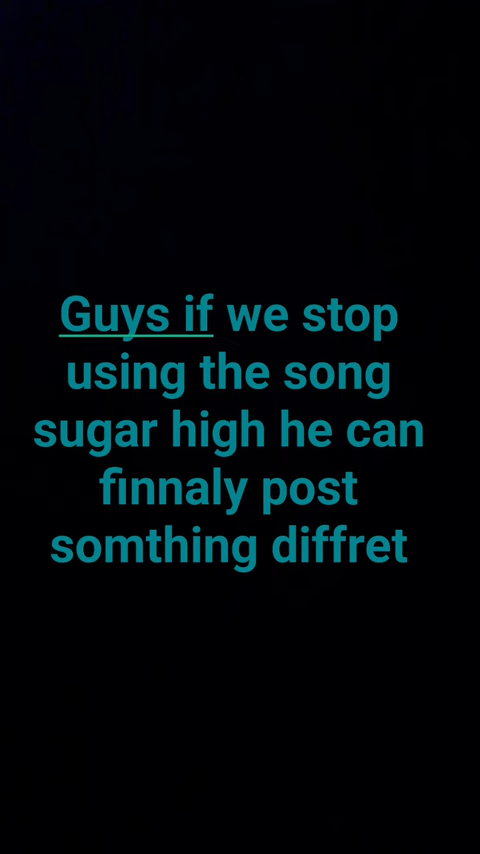 Guys if we stop
using the song
sugar high he can
finnaly post
somthing diffret